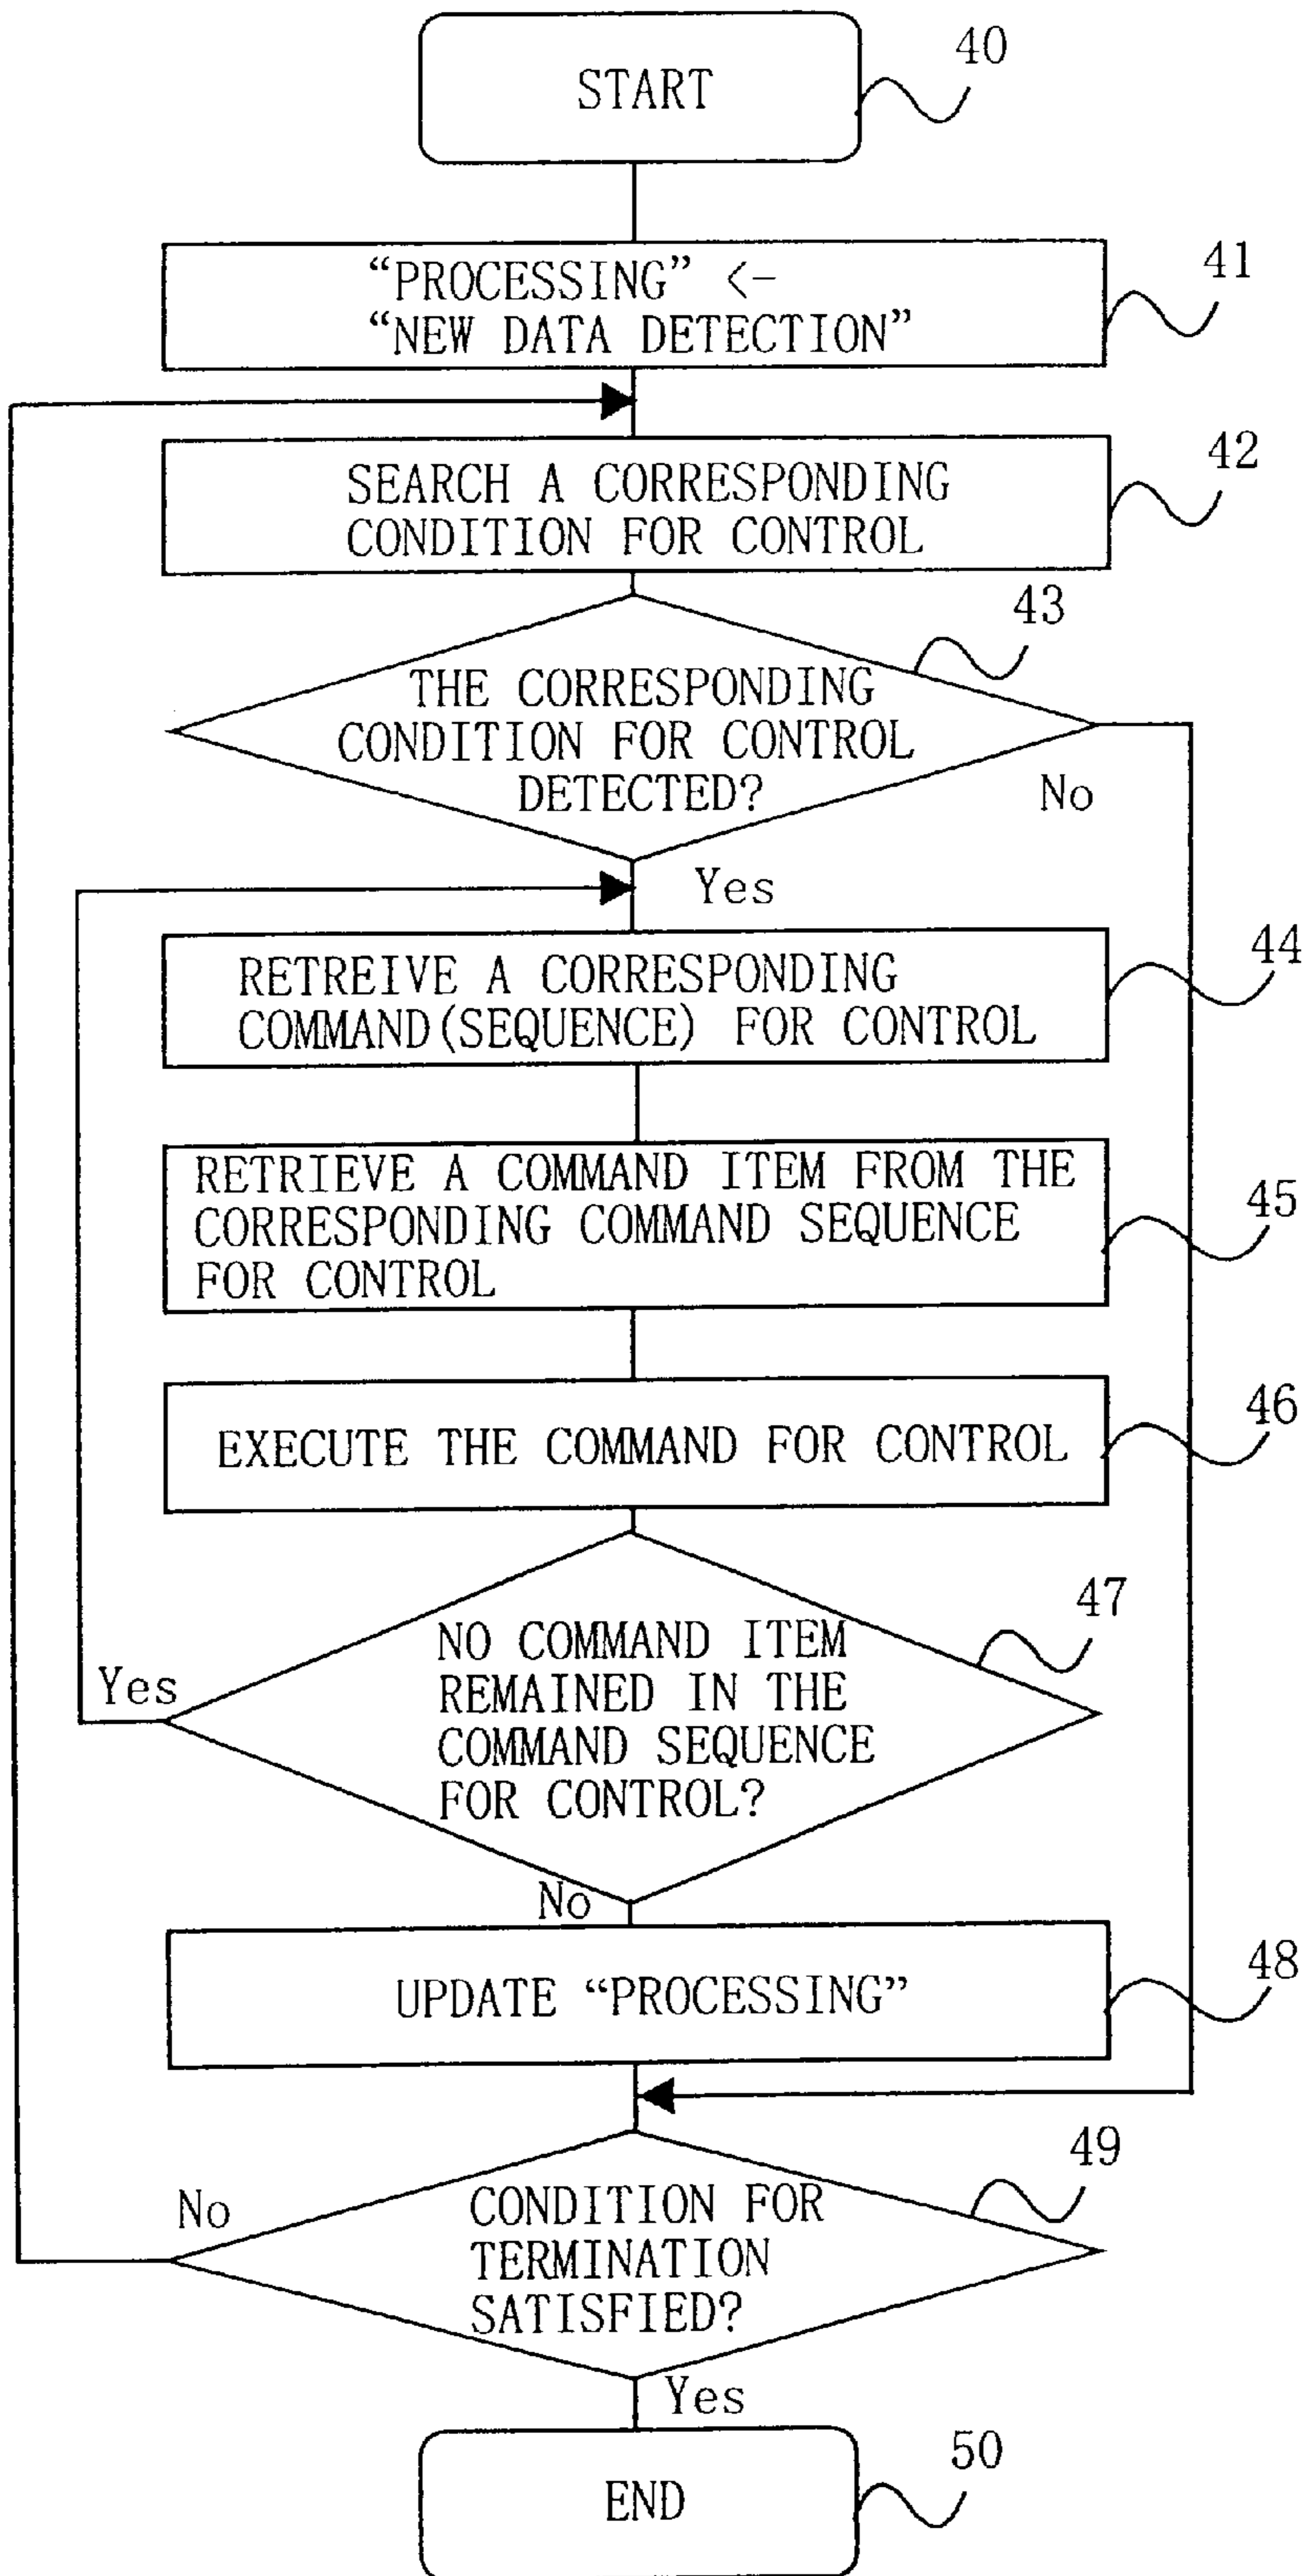 START
40
“PROCESSING” <-
“NEW DATA DETECTION”
41
SEARCH A CORRESPONDING
CONDITION FOR CONTROL
42
43
THE CORRESPONDING
CONDITION FOR CONTROL
DETECTED?
No
Yes
RETREIVE A CORRESPONDING
COMMAND(SEQUENCE) FOR CONTROL
44
RETRIEVE A COMMAND ITEM FROM THE
CORRESPONDING COMMAND SEQUENCE
FOR CONTROL
45
EXECUTE THE COMMAND FOR CONTROL
46
47
NO COMMAND ITEM
REMAINED IN THE
COMMAND SEQUENCE
FOR CONTROL?
Yes
No
UPDATE “PROCESSING”
48
49
No
CONDITION FOR
TERMINATION
SATISFIED?
Yes
END
50